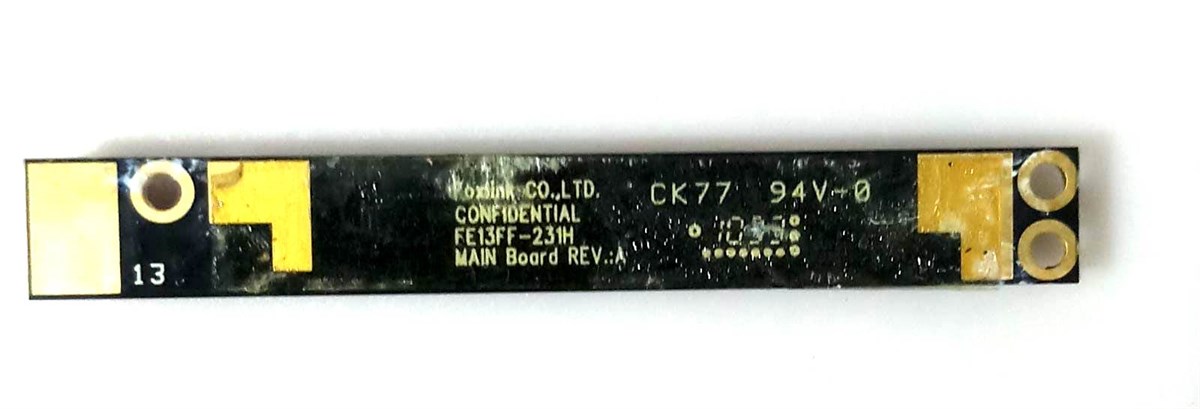 Foxlink CO.,LTD.
CONFIDENTIAL
FE13FF-231H
MAIN Board REV.:A
CK77 94V-0
13